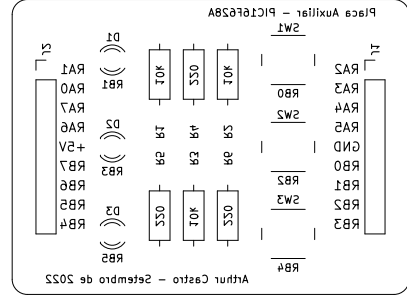 Placa Auxiliar - PIC16F628A
J1
RA2
RA3
RA4
RA5
GND
RB0
RB1
RB2
RB3
SW1
RB0
SW2
RB2
SW3
RB4
10k
220
10k
R2
R4
R1
R6
R3
R5
220
10k
220
D1
RB1
D2
RB3
D3
RB5
J2
RA1
RA0
RA7
RA6
+5V
RB7
RB6
RB5
RB4
Arthur Castro - Setembro de 2022